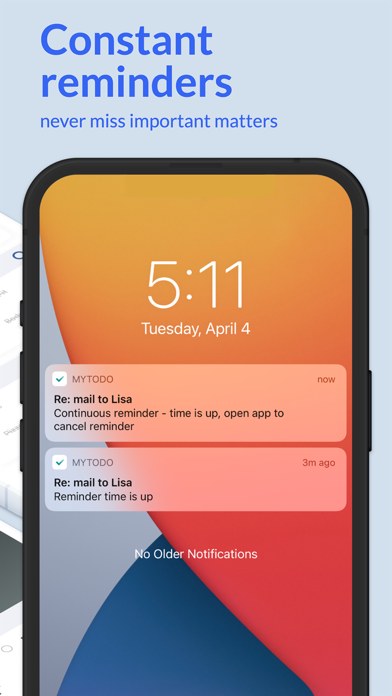 Constant
reminders
never miss important matters
5:11
Tuesday, April 4
MYTODO
now
Re: mail to Lisa
Continuous reminder - time is up, open app to
cancel reminder
MYTODO
3m ago
Re: mail to Lisa
Reminder time is up
No Older Notifications